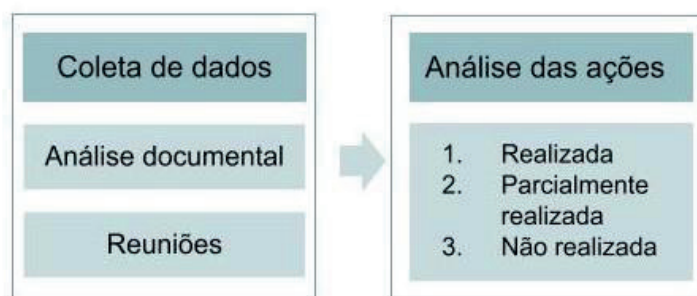 Coleta de dados
Análise documental
Reuniões
Análise das ações
1. Realizada
2. Parcialmente
realizada
3. Não realizada